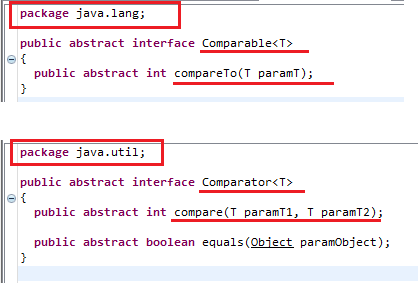 package java.lang;
public abstract interface Comparable<T>
{
public abstract int compareTo(T paramT);
}
package java.util;
public abstract interface Comparator<T>
{
public abstract int compare(T paramT1, T paramT2);
public abstract boolean equals(Object paramObject);
}